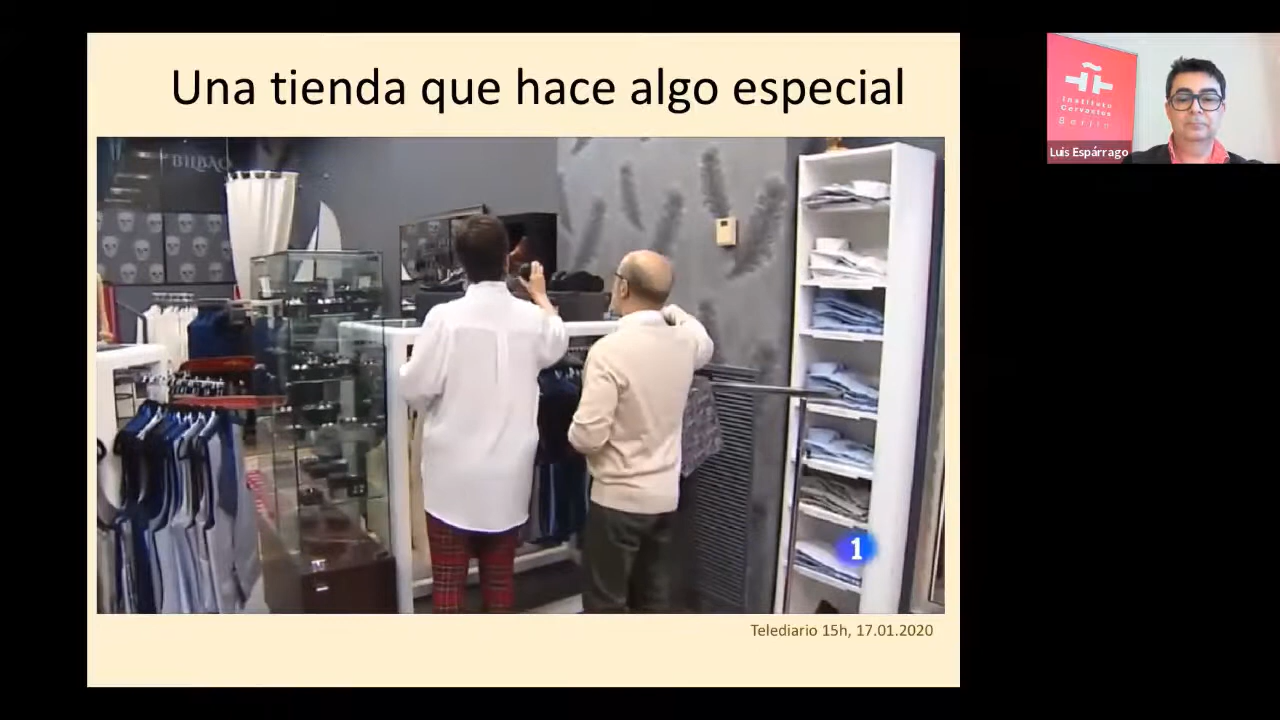 Una tienda que hace algo especial
BILBAO
1
Telediario 15h, 17.01.2020
Instituto
Cervantes
Berlín
Luis Espárrago